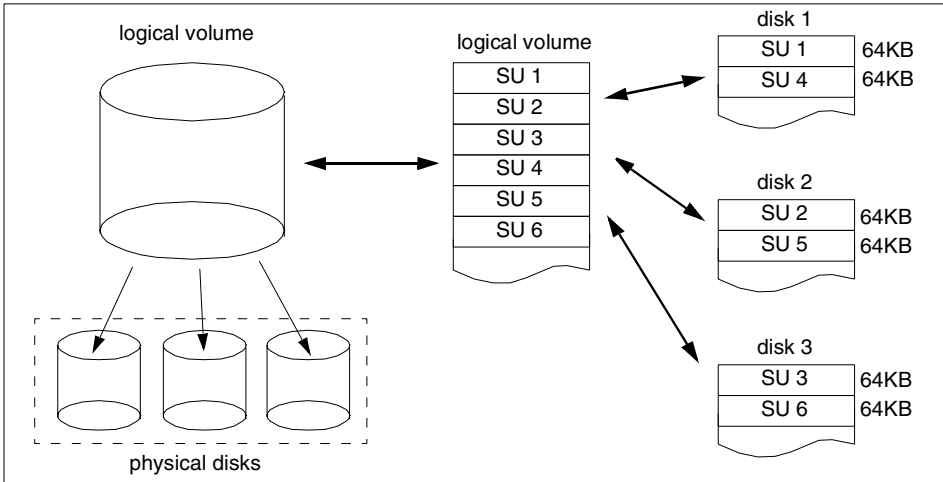 logical volume
physical disks
logical volume
SU 1
SU 2
SU 3
SU 4
SU 5
SU 6
disk 1
SU 1 64KB
SU 4 64KB
disk 2
SU 2 64KB
SU 5 64KB
disk 3
SU 3 64KB
SU 6 64KB